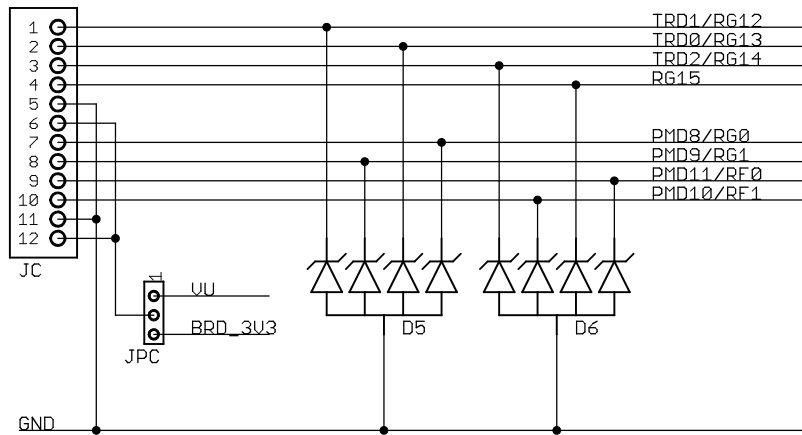 1 TRD1/RG12
2 TRD0/RG13
3 TRD2/RG14
4 RG15
5
6
7 PMD8/RG0
8 PMD9/RG1
9 PMD11/RF0
10 PMD10/RF1
11
12
JC
1
VU
BRD_3V3
JPC
D5
D6
GND